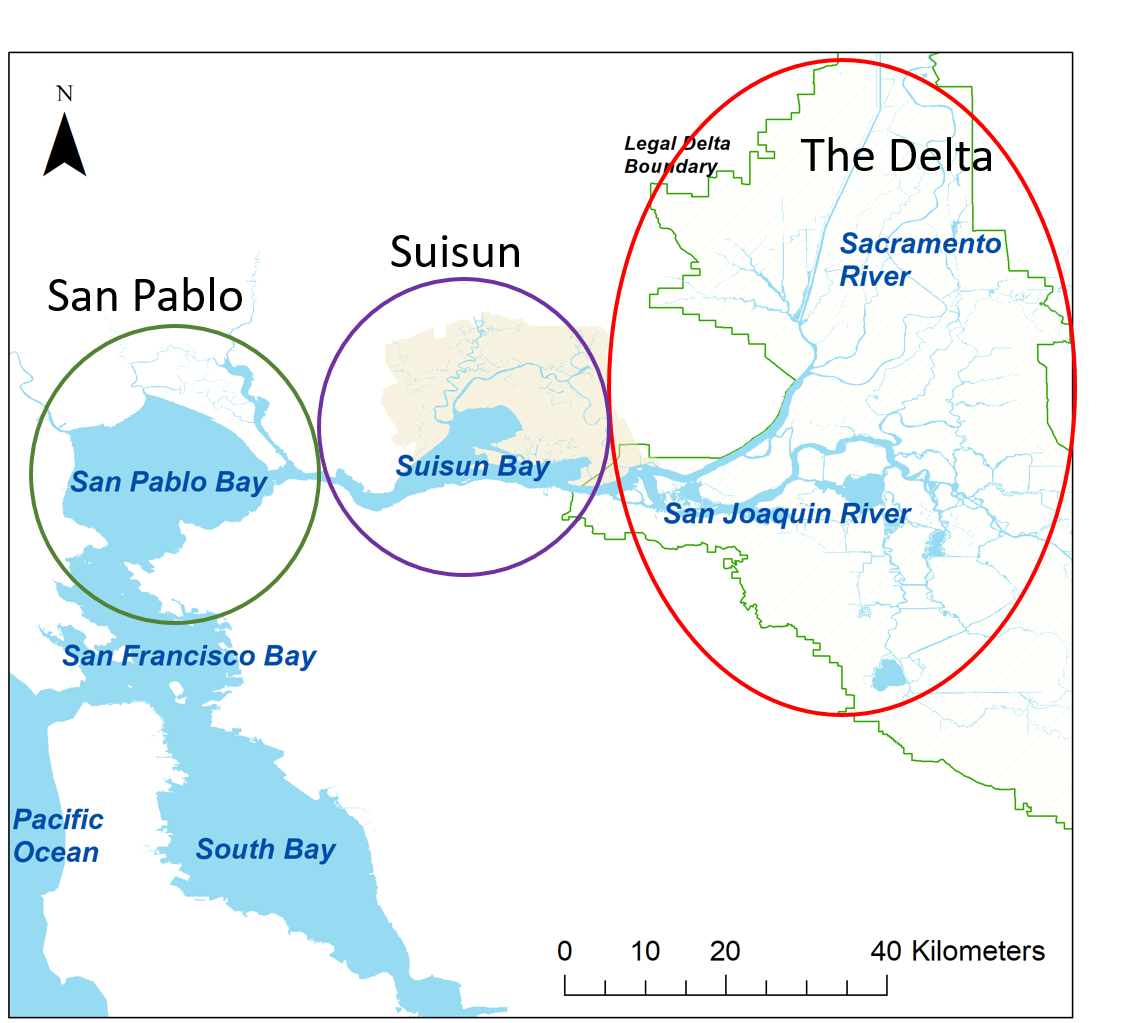 N
Legal Delta
Boundary
The Delta
Sacramento
River
Suisun
San Pablo
Suisun Bay
San Pablo Bay
San Joaquin River
San Francisco Bay
Pacific
Ocean
South Bay
0 10 20 40 Kilometers